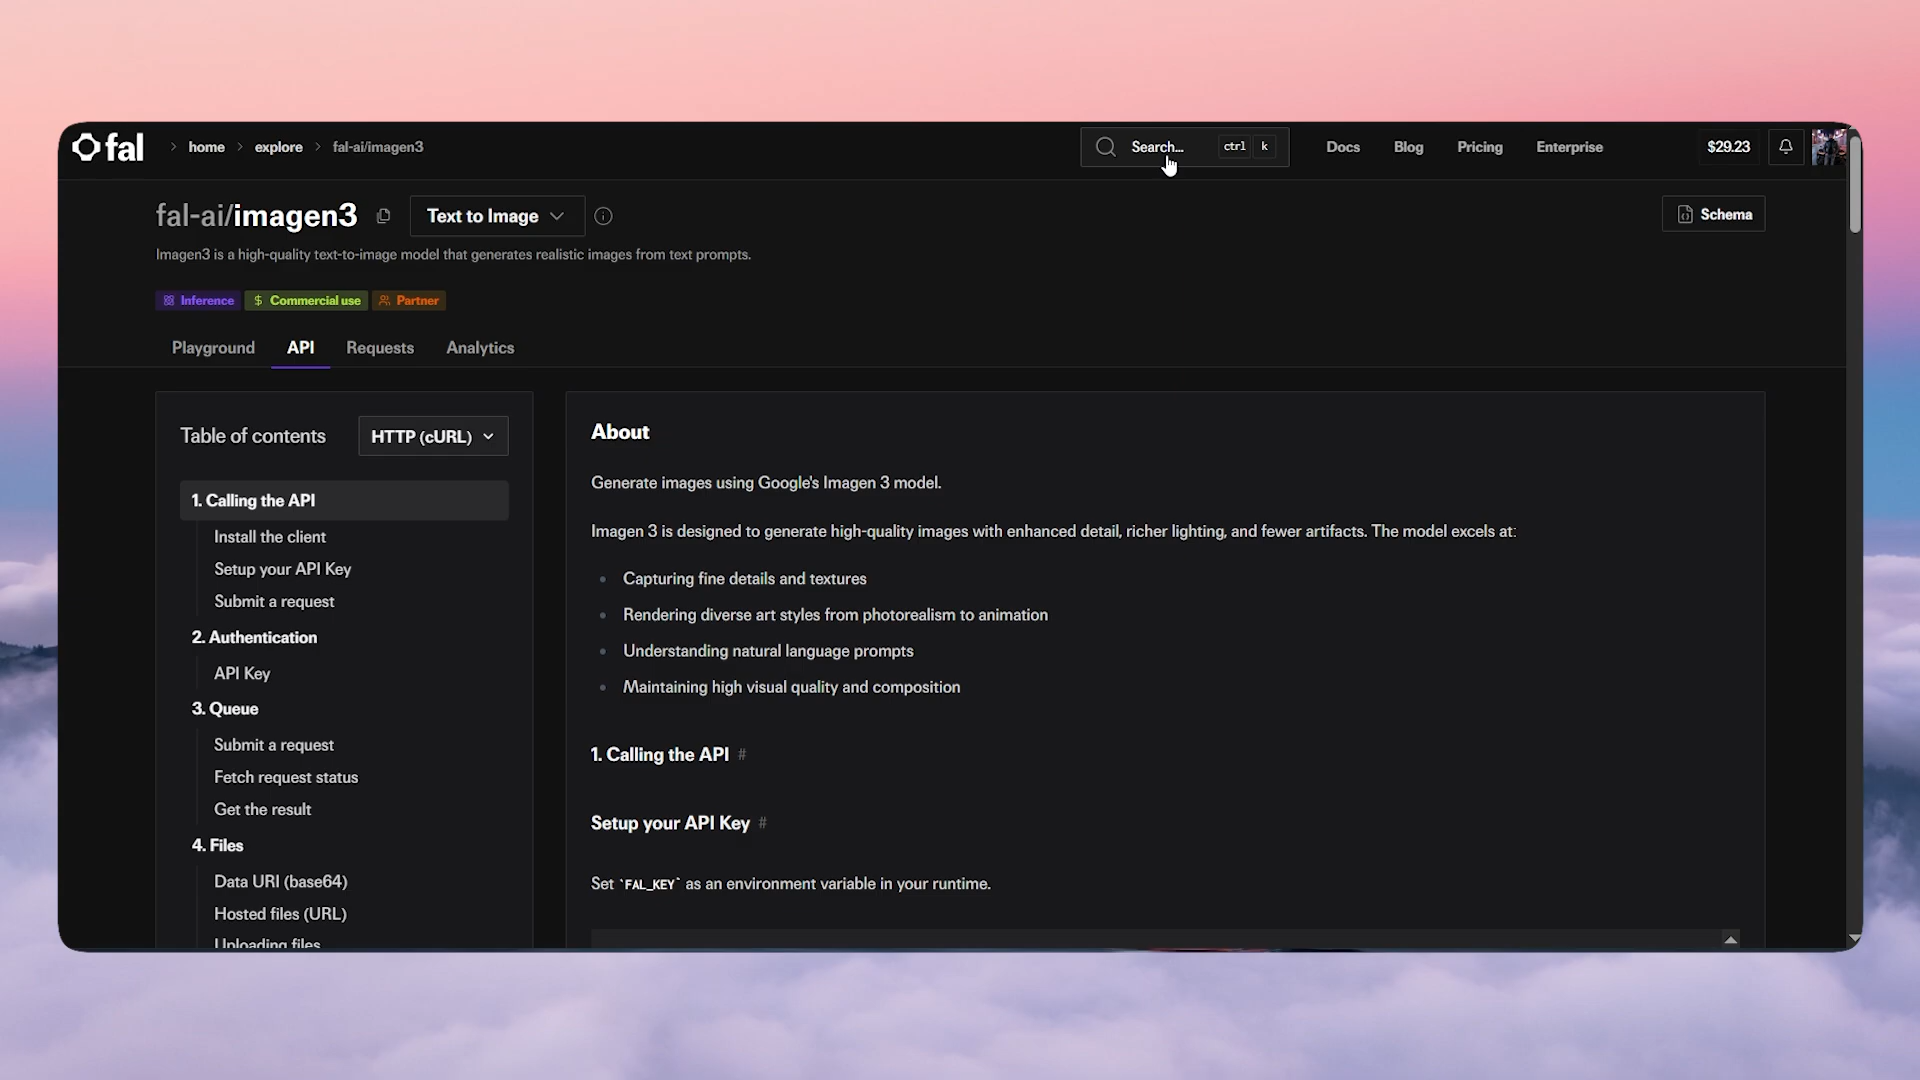 fal
home
explore
fal-ai/imagen3
Search...
ctrl
k
Docs
Blog
Pricing
Enterprise
$29.23
fal-ai/imagen3
Text to Image
Schema
Imagen3 is a high-quality text-to-image model that generates realistic images from text prompts.
Inference
Commercial use
Partner
Playground
API
Requests
Analytics
Table of contents
HTTP (cURL)
1. Calling the API
Install the client
Setup your API Key
Submit a request
2. Authentication
API Key
3. Queue
Submit a request
Fetch request status
Get the result
4. Files
Data URI (base64)
Hosted files (URL)
Uploading files
About
Generate images using Google's Imagen 3 model.
Imagen 3 is designed to generate high-quality images with enhanced detail, richer lighting, and fewer artifacts. The model excels at:
Capturing fine details and textures
Rendering diverse art styles from photorealism to animation
Understanding natural language prompts
Maintaining high visual quality and composition
1. Calling the API #
Setup your API Key #
Set `FAL_KEY` as an environment variable in your runtime.